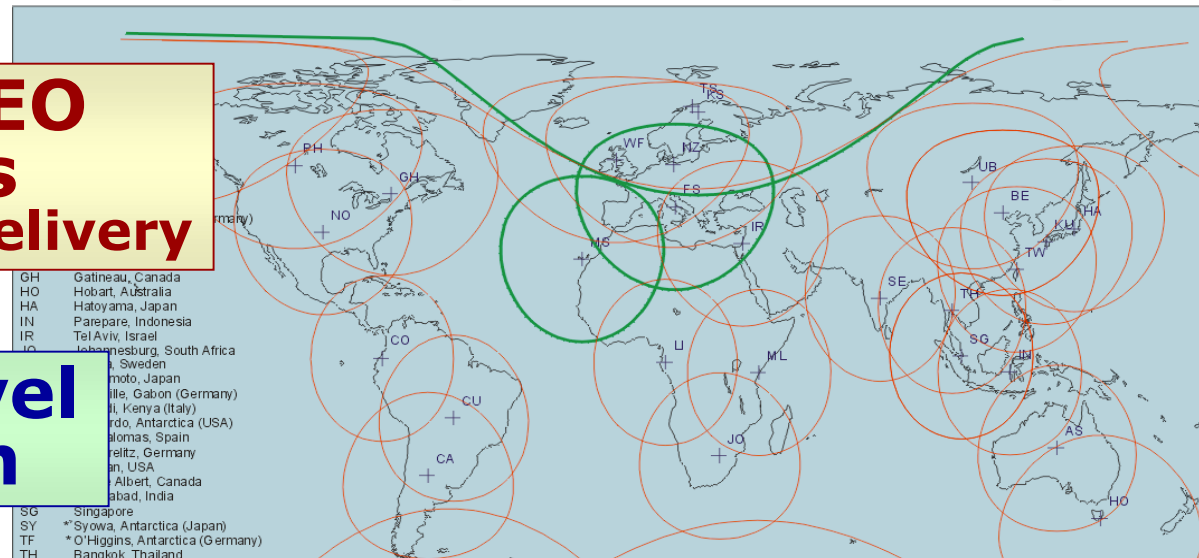 EO
s
elivery
rmany)
GH Gatineau, Canada
HO Hobart, Australia
HA Hatoyama, Japan
IN Parepare, Indonesia
IR Tel Aviv, Israel
JO Johannesburg, South Africa
a, Sweden
moto, Japan
ille, Gabon (Germany)
di, Kenya (Italy)
rdo, Antarctica (USA)
alomas, Spain
relitz, Germany
an, USA
Albert, Canada
abad, India
SG Singapore
SY *Syowa, Antarctica (Japan)
TF *O'Higgins, Antarctica (Germany)
TH Bangkok, Thailand
vel
n
TS
KS
PH
WF
NZ
GH
FS
UB
NO
BE
HA
KU
IR
MS
TW
SE
TH
CO
LI
ML
SG
IN
CU
JO
AS
CA
HO